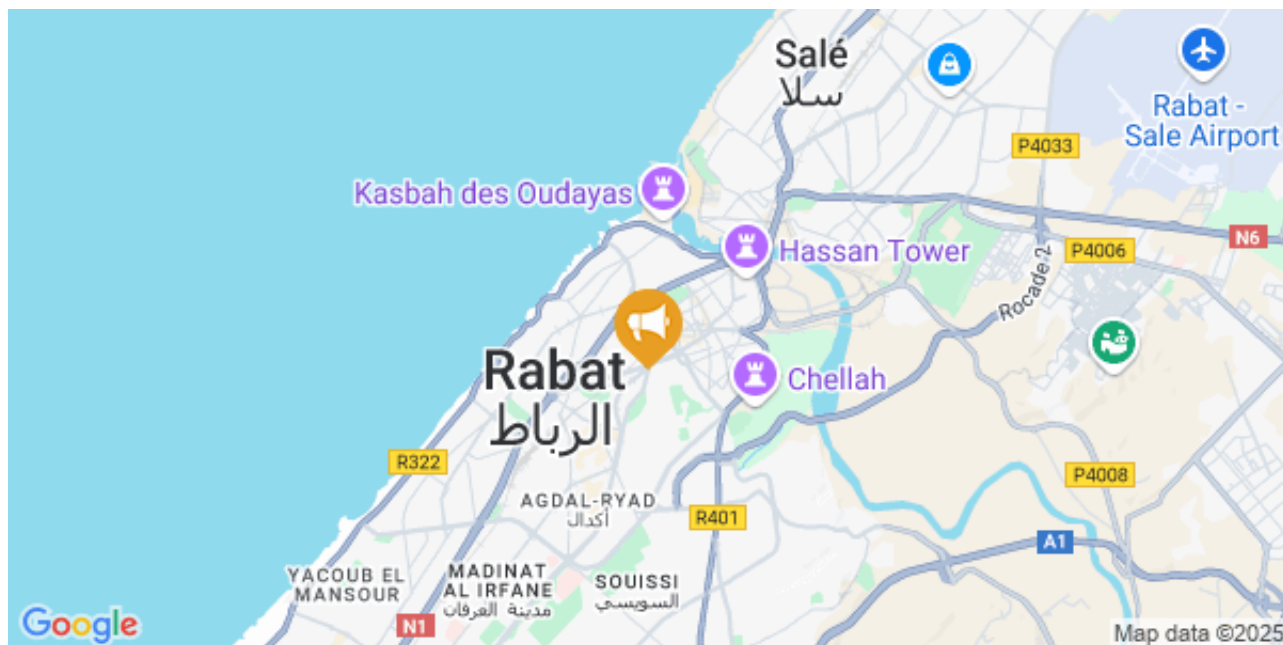 Salé
سلا
Rabat -
Sale Airport
P4033
Kasbah des Oudayas
N6
Hassan Tower
P4006
Rocade 2
Rabat
الرباط
Chellah
R322
P4008
AGDAL-RYAD
أكدال
R401
A1
YACOUB EL
MANSOUR
MADINAT
AL IRFANE
مدينة العرفان
SOUISSI
السويسي
N1
Google
Map data ©2025